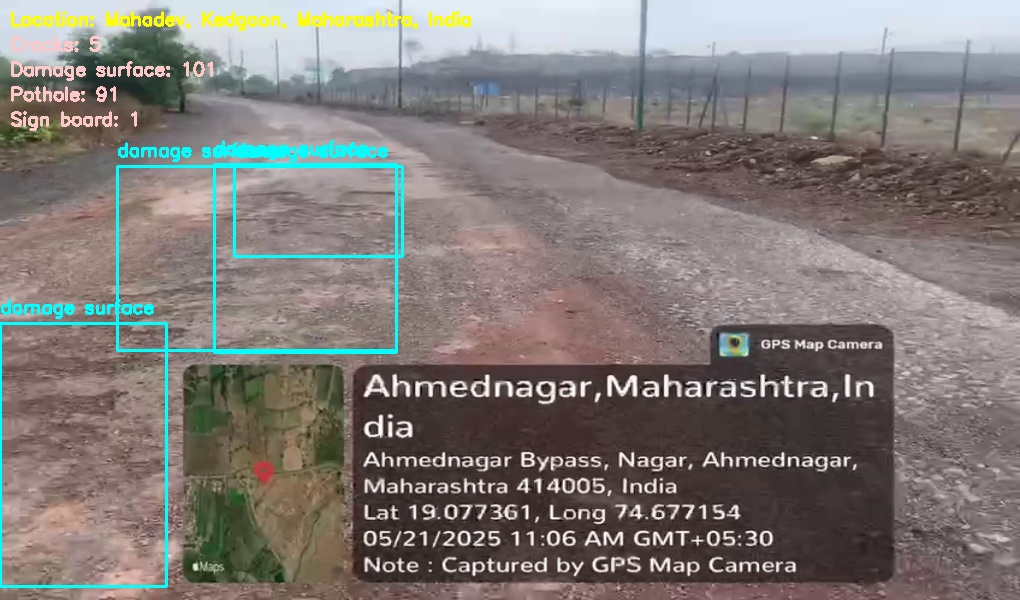 Location: Mahadev, Kedgaon, Maharashtra, India
Cracks: 5
Damage surface: 101
Pothole: 91
Sign board: 1
damage surface
damage surface
GPS Map Camera
Ahmednagar,Maharashtra,In
dia
Ahmednagar Bypass, Nagar, Ahmednagar,
Maharashtra 414005, India
Lat 19.077361, Long 74.677154
05/21/2025 11:06 AM GMT+05:30
Note : Captured by GPS Map Camera
Maps